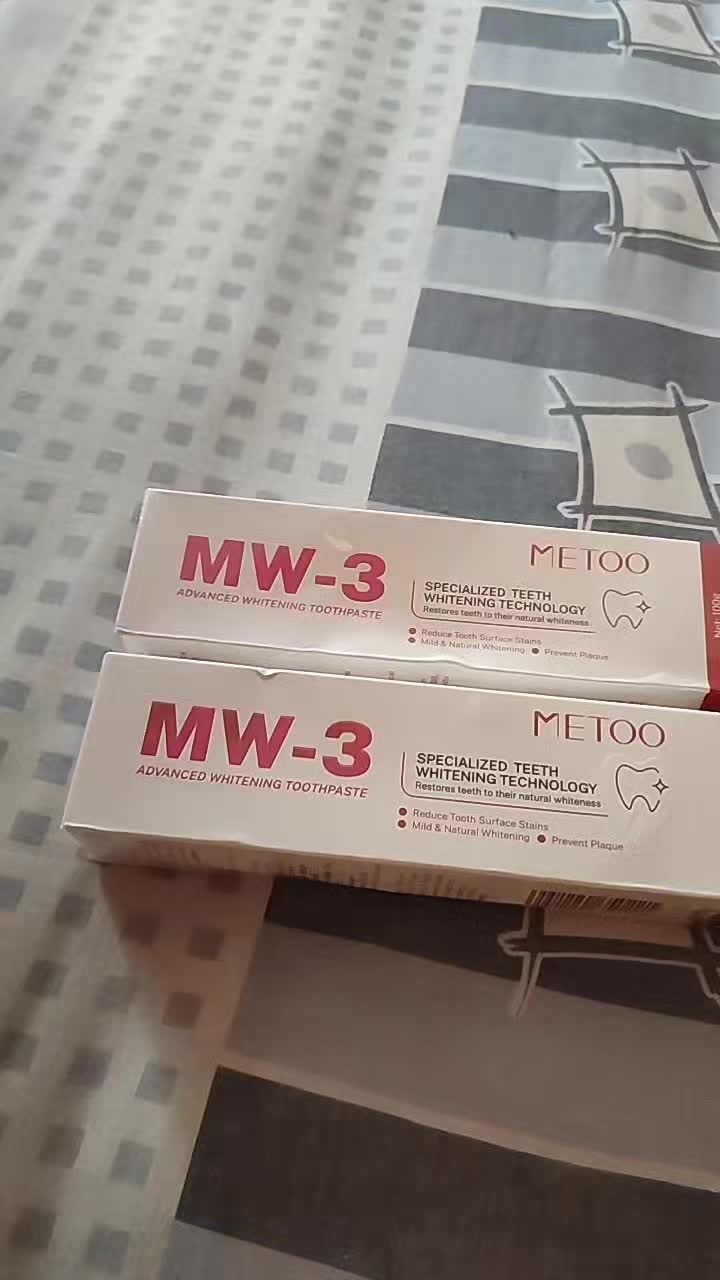 MW-3
ADVANCED WHITENING TOOTHPASTE
METOO
SPECIALIZED TEETH
WHITENING TECHNOLOGY
Restores teeth to their natural whiteness
Reduce Tooth Surface Stains
Mild & Natural Whitening Prevent Plaque
Net: 100g
MW-3
ADVANCED WHITENING TOOTHPASTE
METOO
SPECIALIZED TEETH
WHITENING TECHNOLOGY
Restores teeth to their natural whiteness
Reduce Tooth Surface Stains
Mild & Natural Whitening Prevent Plaque